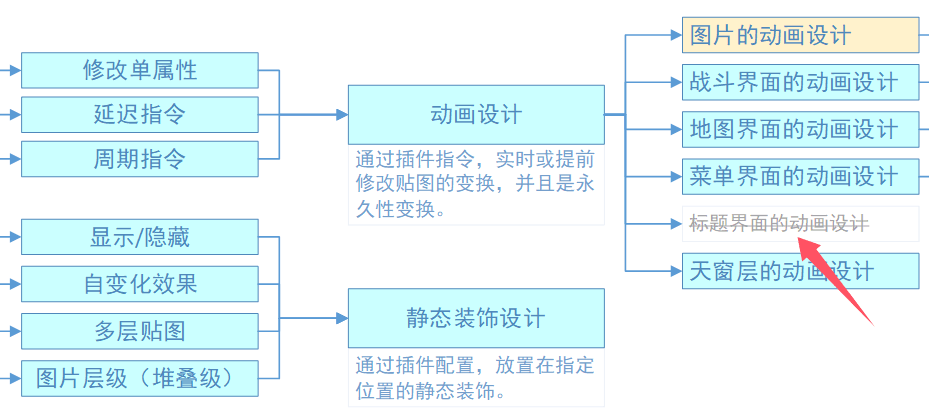 修改单属性
延迟指令
周期指令
动画设计
通过插件指令，实时或提前
修改贴图的变换，并且是永
久性变换。
图片的动画设计
战斗界面的动画设计
地图界面的动画设计
菜单界面的动画设计
标题界面的动画设计
天窗层的动画设计
显示/隐藏
自变化效果
多层贴图
图片层级（堆叠级）
静态装饰设计
通过插件配置，放置在指定
位置的静态装饰。